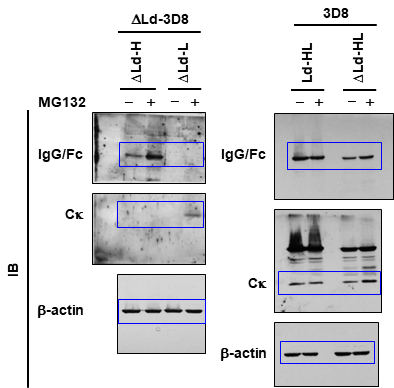 ΔLd-3D8
ΔLd-H
ΔLd-L
MG132
− + − +
IgG/Fc
Cκ
β-actin
IB
3D8
Ld-HL
ΔLd-HL
− + − +
IgG/Fc
Cκ
β-actin